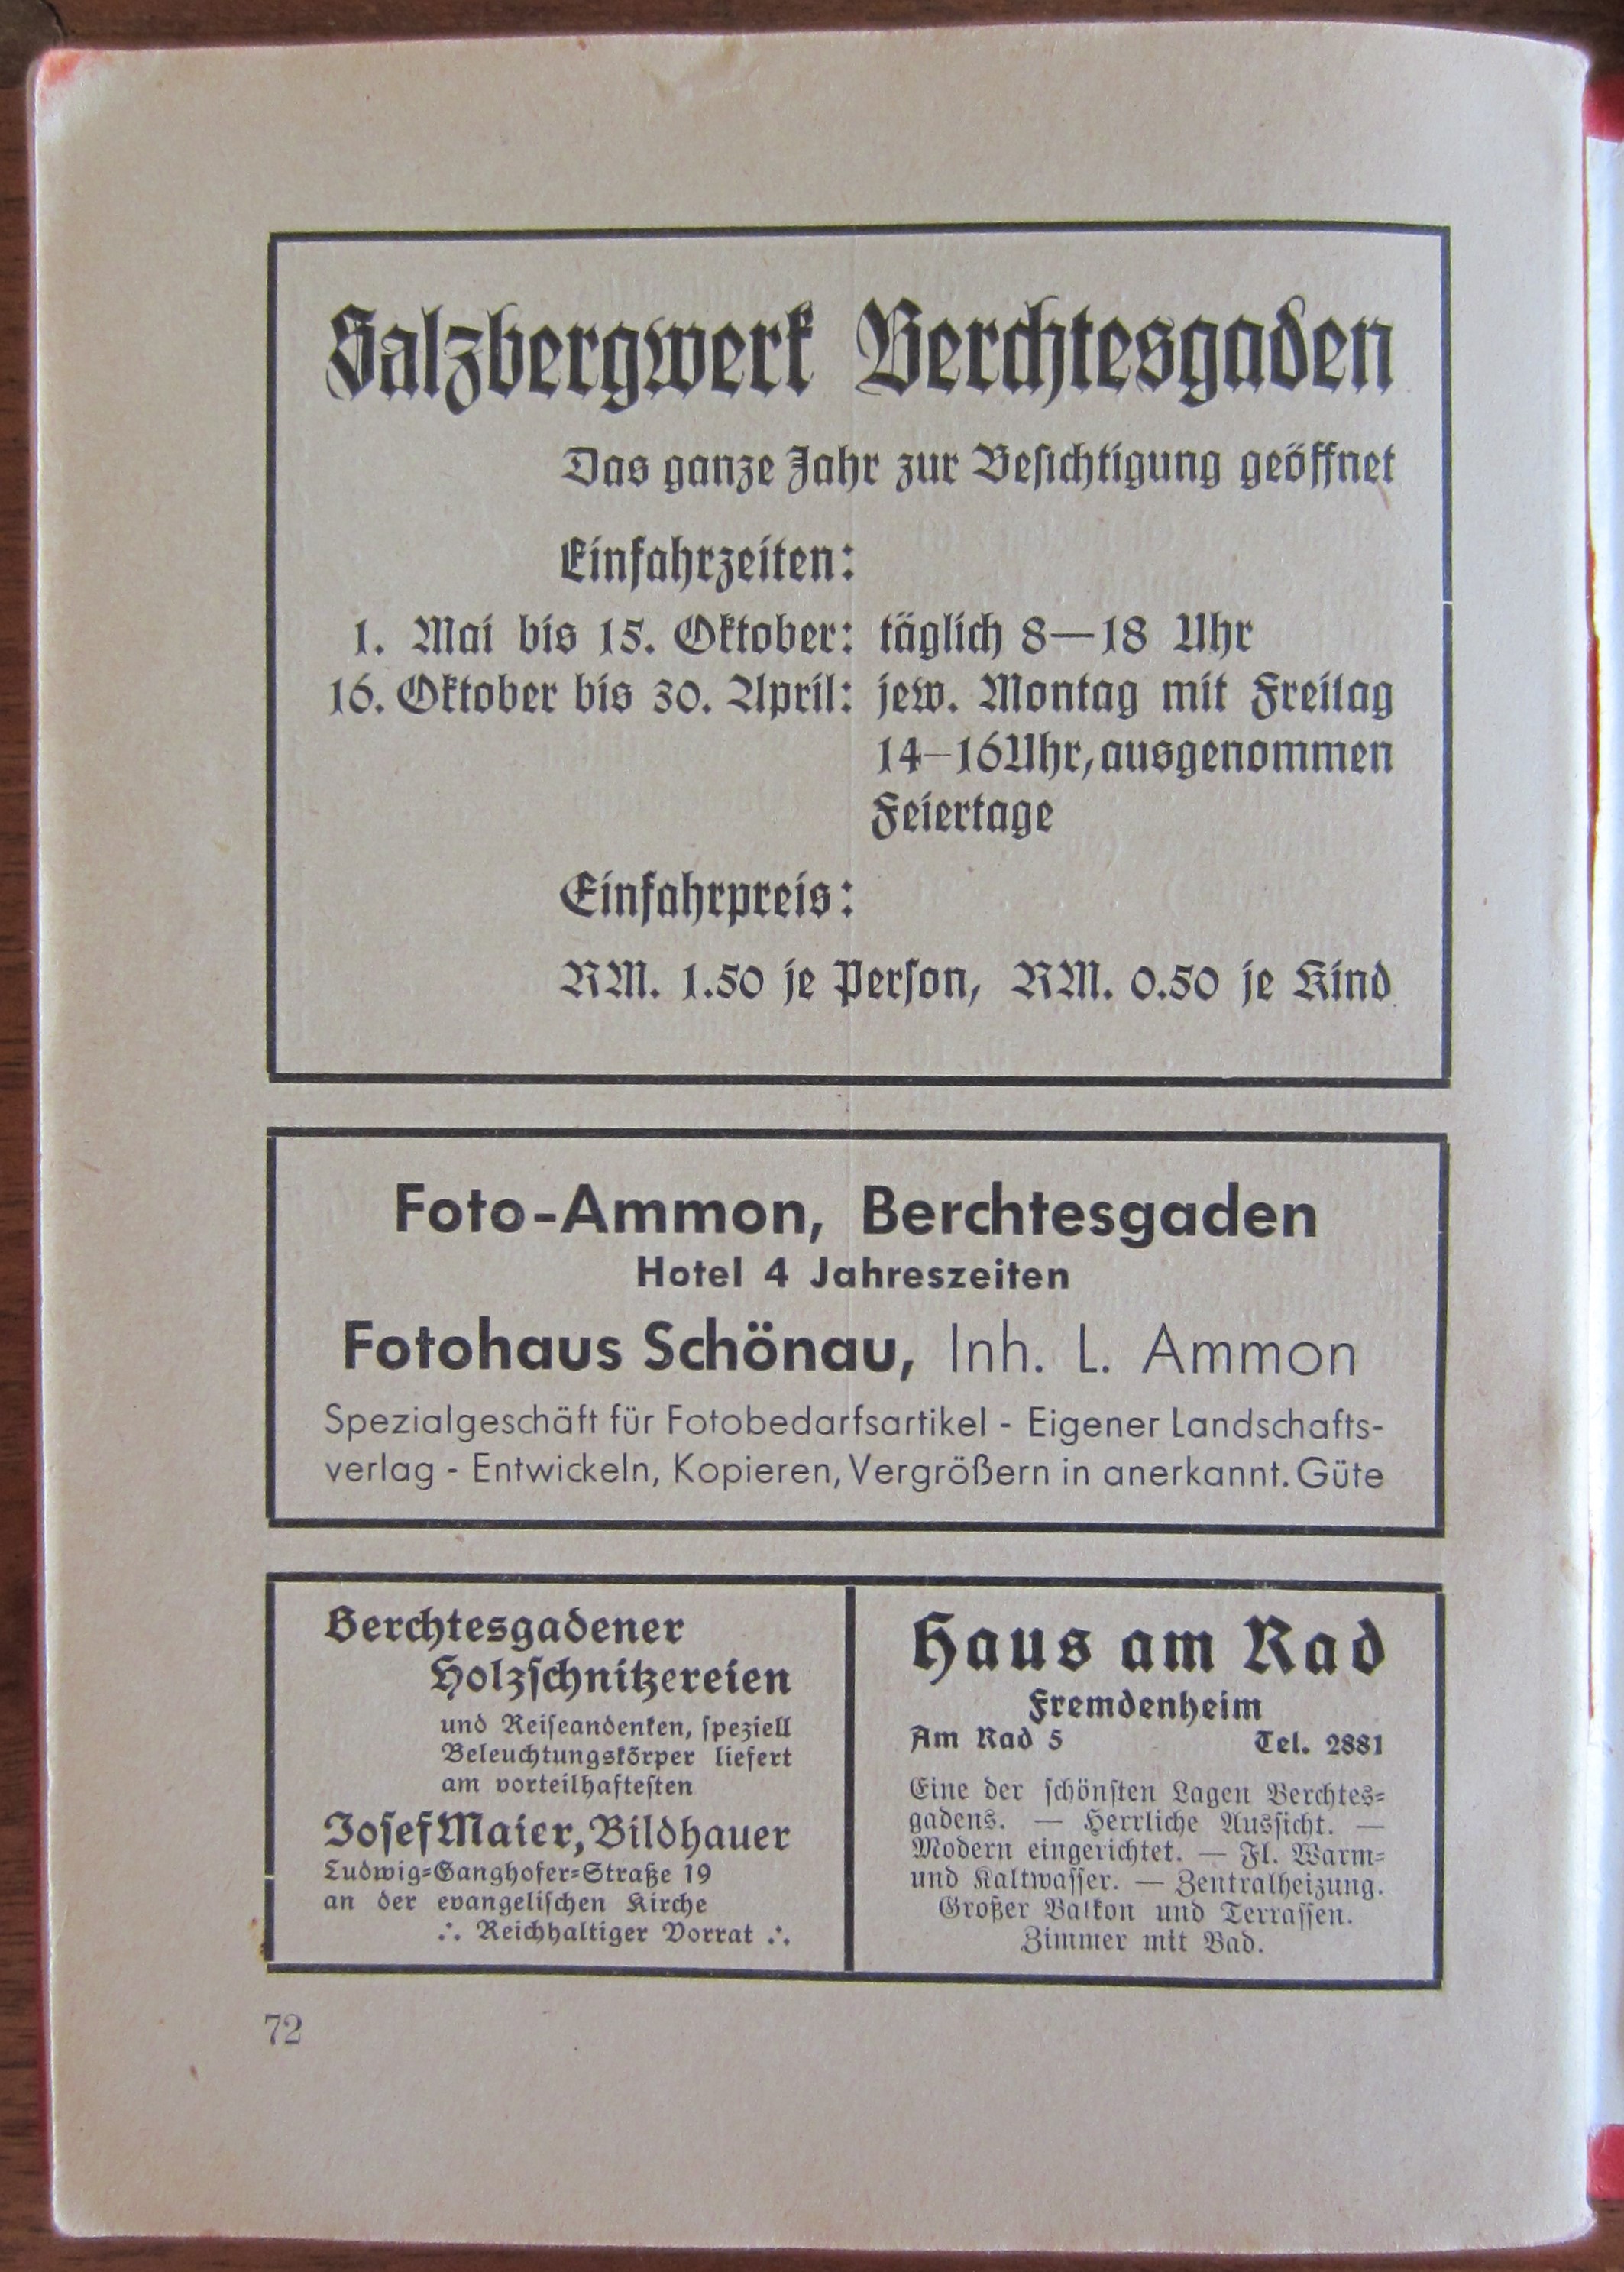 Salzbergwerk Berchtesgaden
Das ganze Jahr zur Beſichtigung geöffnet
Einfahrzeiten:
1. Mai bis 15. Oktober: täglich 8—18 Uhr
16. Oktober bis 30. April: jew. Montag mit Freitag
14—16 Uhr, ausgenommen
Feiertage
Einfahrpreis:
RM. 1.50 je Perſon, RM. 0.50 je Kind
Foto-Ammon, Berchtesgaden
Hotel 4 Jahreszeiten
Fotohaus Schönau, Inh. L. Ammon
Spezialgeschäft für Fotobedarfsartikel - Eigener Landschafts-
verlag - Entwickeln, Kopieren, Vergrößern in anerkannt. Güte
Berchtesgadener
Holzſchnitzereien
und Reiſeandenken, ſpeziell
Beleuchtungskörper liefert
am vorteilhafteſten
Joſef Maier, Bildhauer
Ludwig-Ganghofer-Straße 19
an der evangeliſchen Kirche
∴ Reichhaltiger Vorrat ∴
Haus am Rad
Fremdenheim
Am Rad 5 Tel. 2881
Eine der ſchönſten Lagen Berchtes-
gadens. — Herrliche Ausſicht. —
Modern eingerichtet. — Fl. Warm-
und Kaltwaſſer. — Zentralheizung.
Großer Balkon und Terraſſen.
Zimmer mit Bad.
72